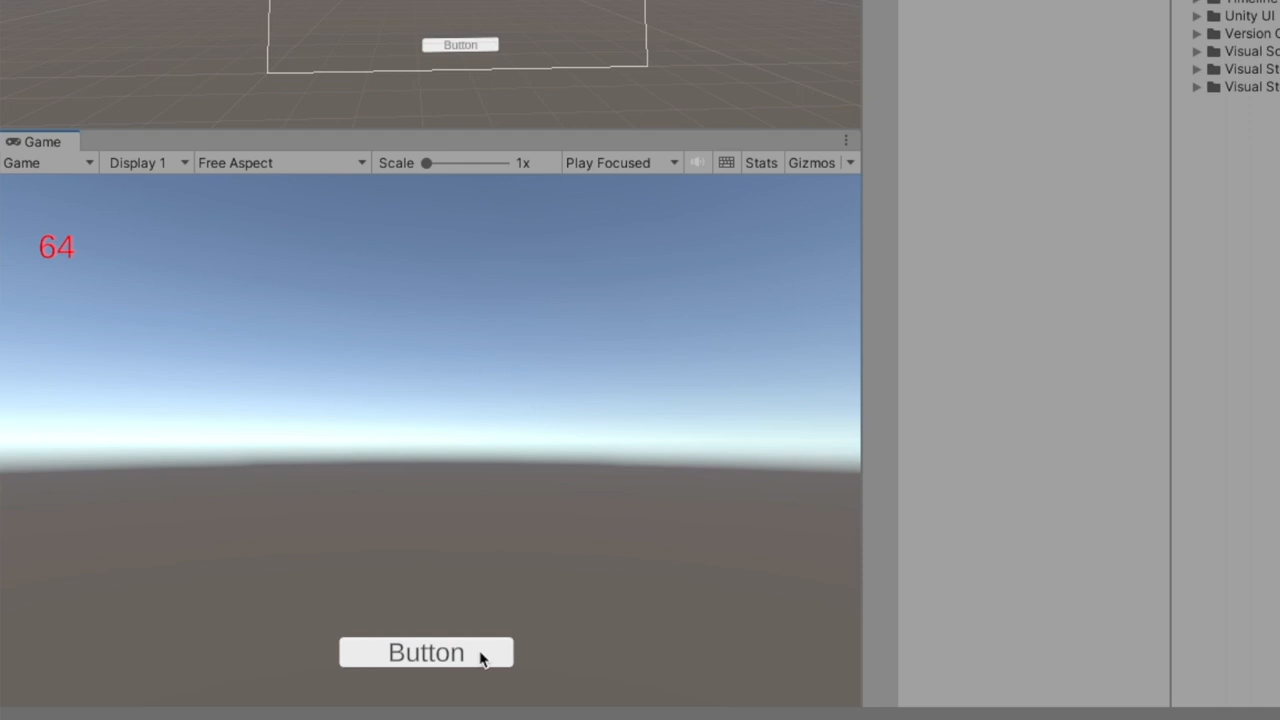 Unity UI
Version C
Visual Sc
Visual St
Visual St
Button
Game
Game
Display 1
Free Aspect
Scale
1x
Play Focused
Stats
Gizmos
64
Button